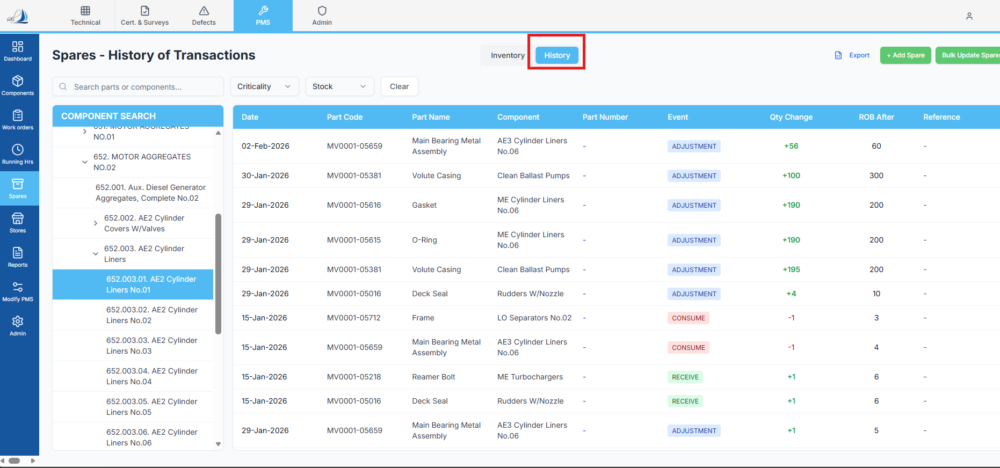 sail
Technical
Cert. & Surveys
Defects
PMS
Admin
Dashboard
Components
Work orders
Running Hrs
Spares
Stores
Reports
Modify PMS
Admin
Spares - History of Transactions
Inventory
History
Export
+ Add Spare
Bulk Update Spares
Search parts or components...
Criticality
Stock
Clear
COMPONENT SEARCH
651. MOTOR AGGREGATES
NO.01
652. MOTOR AGGREGATES
NO.02
652.001. Aux. Diesel Generator
Aggregates, Complete No.02
652.002. AE2 Cylinder
Covers W/Valves
652.003. AE2 Cylinder
Liners
652.003.01. AE2 Cylinder
Liners No.01
652.003.02. AE2 Cylinder
Liners No.02
652.003.03. AE2 Cylinder
Liners No.03
652.003.04. AE2 Cylinder
Liners No.04
652.003.05. AE2 Cylinder
Liners No.05
652.003.06. AE2 Cylinder
Liners No.06
Date Part Code Part Name Component Part Number Event Qty Change ROB After Reference
02-Feb-2026 MV0001-05659 Main Bearing Metal Assembly AE3 Cylinder Liners No.06 - ADJUSTMENT +56 60 -
30-Jan-2026 MV0001-05381 Volute Casing Clean Ballast Pumps - ADJUSTMENT +100 300 -
29-Jan-2026 MV0001-05616 Gasket ME Cylinder Liners No.06 - ADJUSTMENT +190 200 -
29-Jan-2026 MV0001-05615 O-Ring ME Cylinder Liners No.06 - ADJUSTMENT +190 200 -
29-Jan-2026 MV0001-05381 Volute Casing Clean Ballast Pumps - ADJUSTMENT +195 200 -
29-Jan-2026 MV0001-05016 Deck Seal Rudders W/Nozzle - ADJUSTMENT +4 10 -
15-Jan-2026 MV0001-05712 Frame LO Separators No.02 - CONSUME -1 3 -
15-Jan-2026 MV0001-05659 Main Bearing Metal Assembly AE3 Cylinder Liners No.06 - CONSUME -1 4 -
15-Jan-2026 MV0001-05218 Reamer Bolt ME Turbochargers - RECEIVE +1 6 -
15-Jan-2026 MV0001-05016 Deck Seal Rudders W/Nozzle - RECEIVE +1 6 -
29-Jan-2026 MV0001-05659 Main Bearing Metal Assembly AE3 Cylinder Liners No.06 - ADJUSTMENT +1 5 -